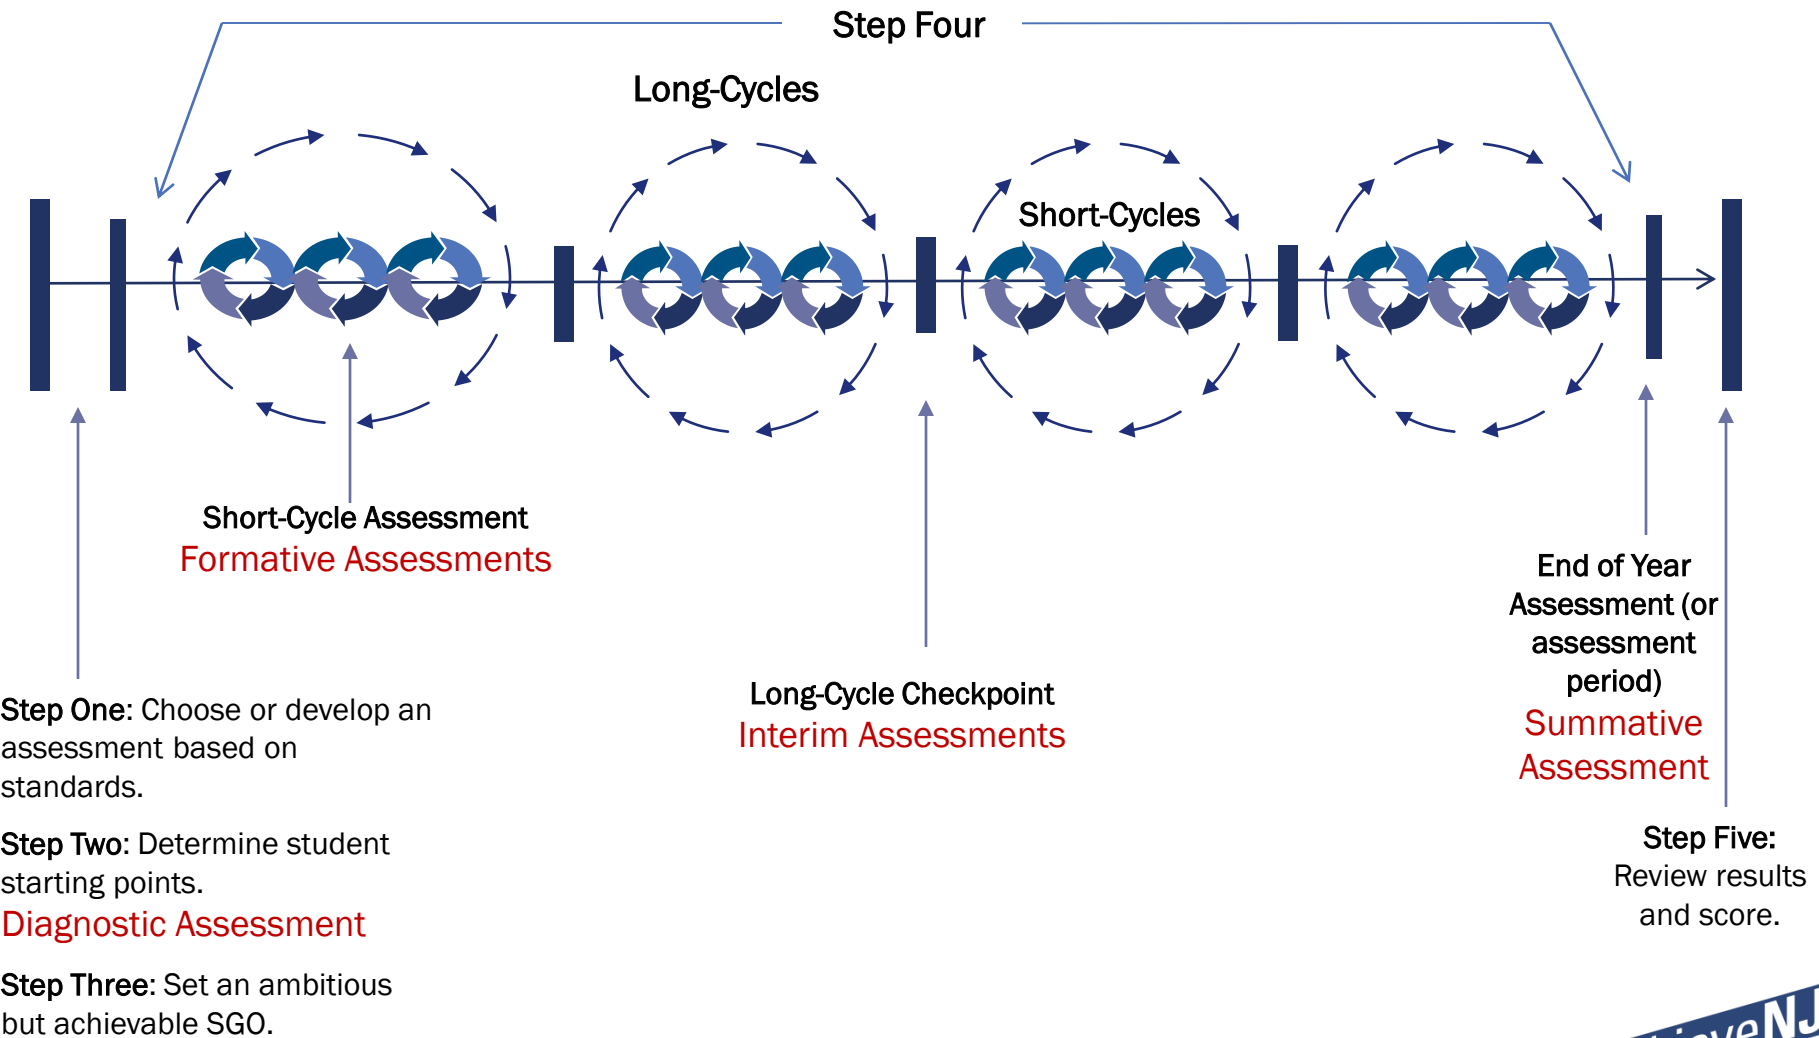 Step Four
Long-Cycles
Short-Cycles
Short-Cycle Assessment
Formative Assessments
End of Year
Assessment (or
assessment
period)
Summative
Assessment
Long-Cycle Checkpoint
Interim Assessments
Step One: Choose or develop an
assessment based on
standards.
Step Two: Determine student
starting points.
Diagnostic Assessment
Step Three: Set an ambitious
but achievable SGO.
Step Five:
Review results
and score.